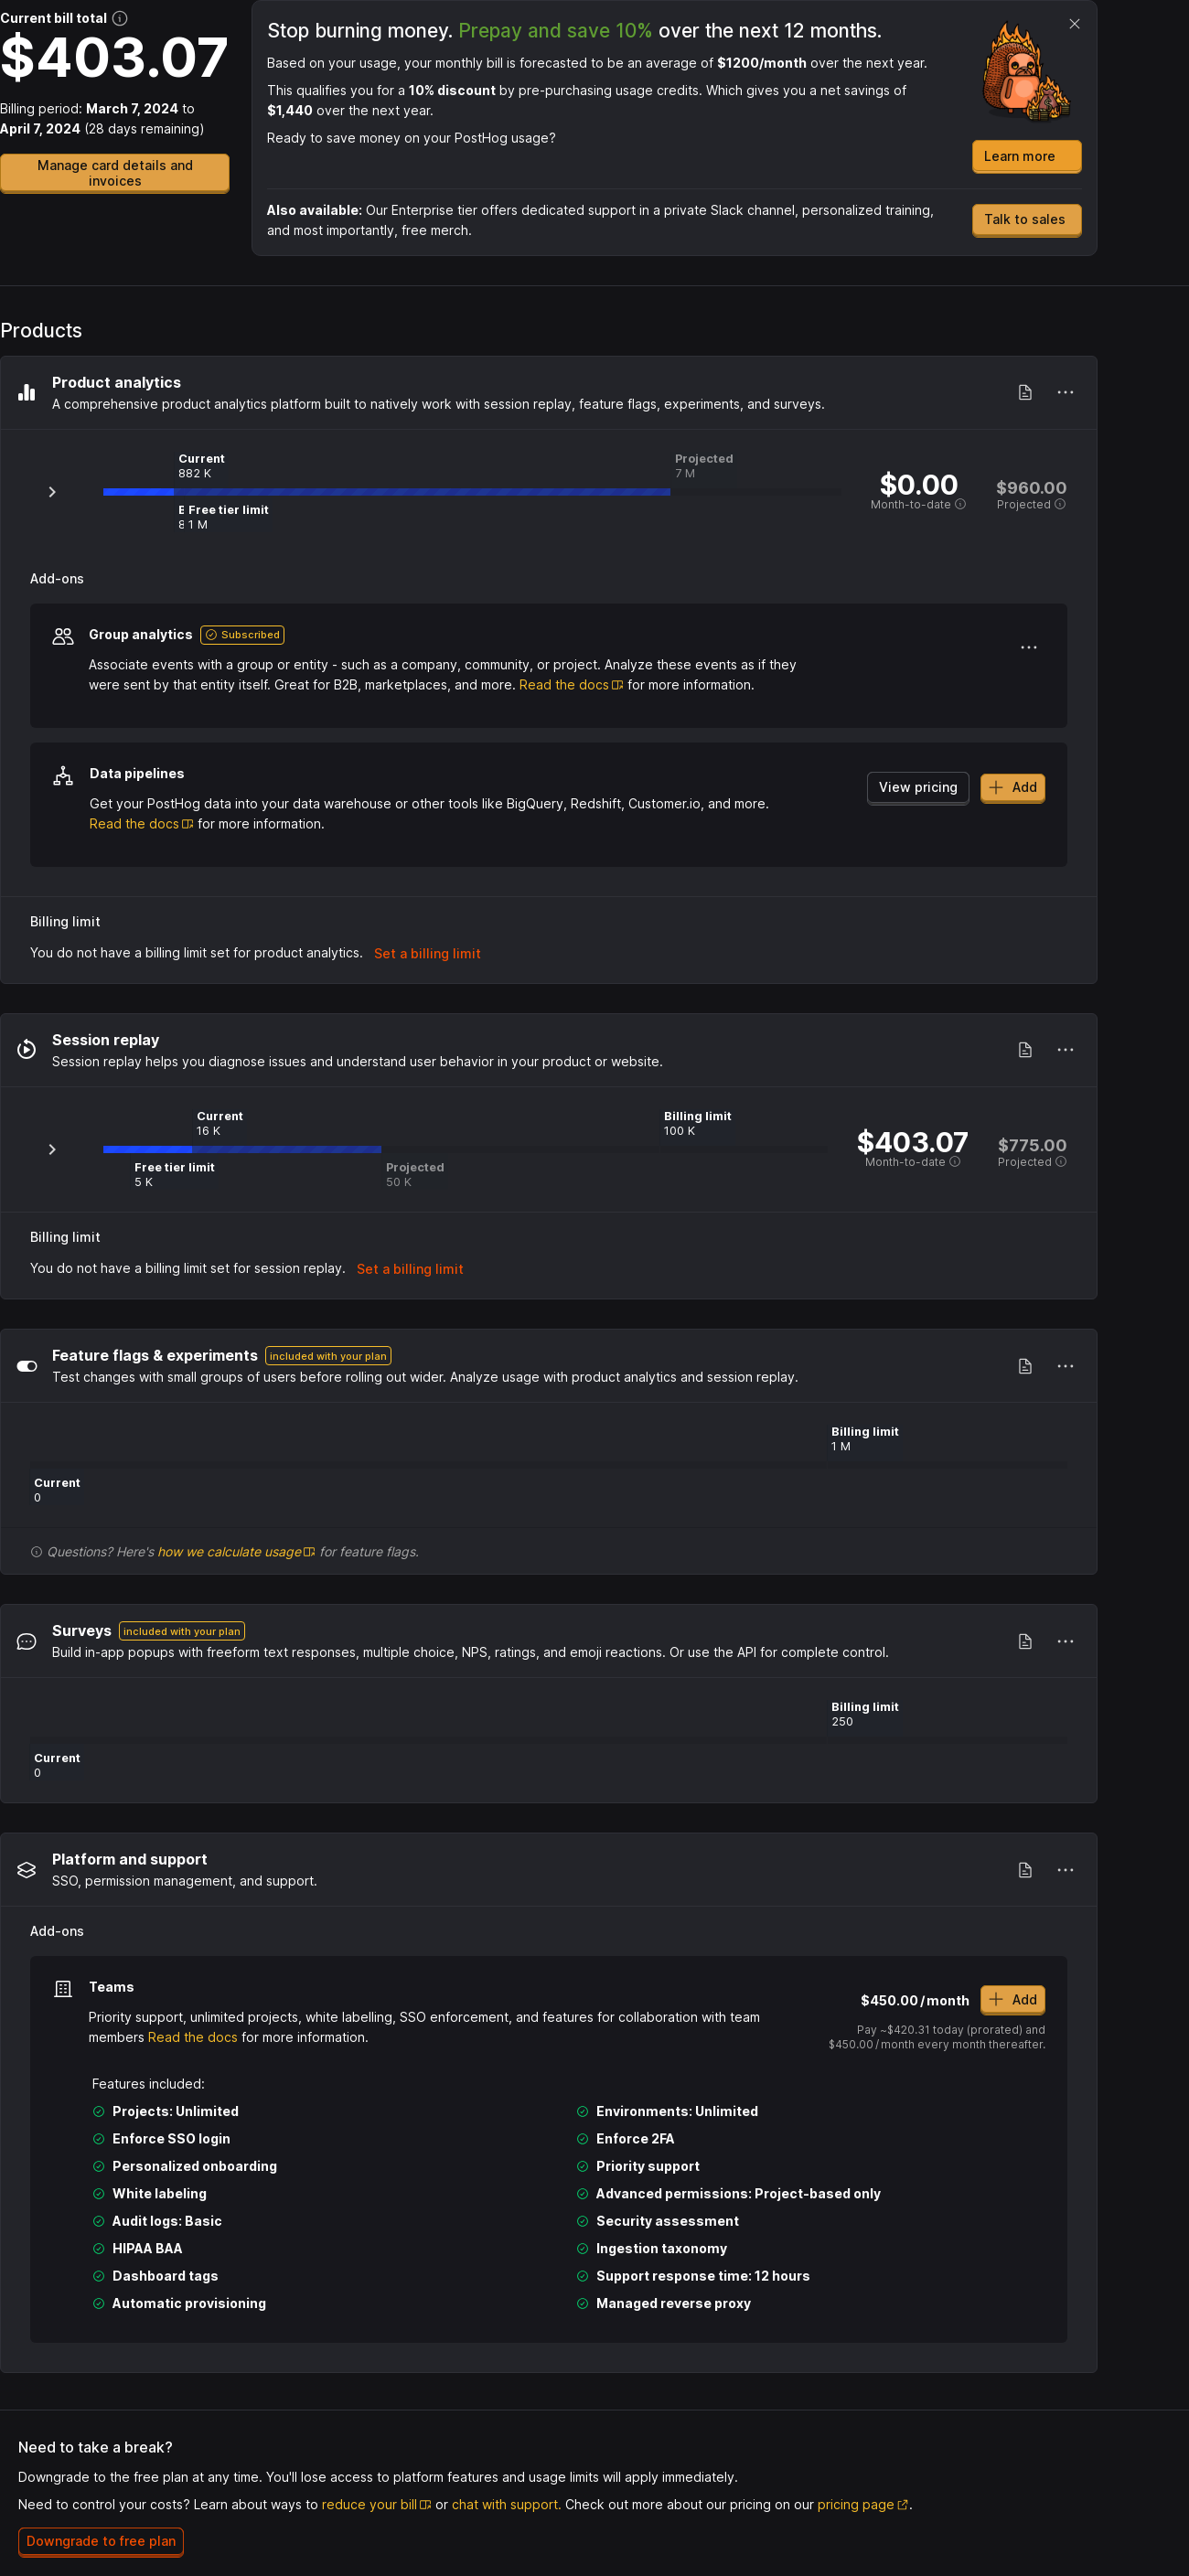 Current bill total
$403.07
Billing period: March 7, 2024 to
April 7, 2024 (28 days remaining)
Manage card details and
invoices
Stop burning money. Prepay and save 10% over the next 12 months.
Based on your usage, your monthly bill is forecasted to be an average of $1200/month over the next year.
This qualifies you for a 10% discount by pre-purchasing usage credits. Which gives you a net savings of
$1,440 over the next year.
Ready to save money on your PostHog usage?
Learn more
Also available: Our Enterprise tier offers dedicated support in a private Slack channel, personalized training,
and most importantly, free merch.
Talk to sales
Products
Product analytics
A comprehensive product analytics platform built to natively work with session replay, feature flags, experiments, and surveys.
Current
882 K
Projected
7 M
Free tier limit
1 M
$0.00
Month-to-date
$960.00
Projected
Add-ons
Group analytics Subscribed
Associate events with a group or entity - such as a company, community, or project. Analyze these events as if they
were sent by that entity itself. Great for B2B, marketplaces, and more. Read the docs for more information.
Data pipelines
Get your PostHog data into your data warehouse or other tools like BigQuery, Redshift, Customer.io, and more.
Read the docs for more information.
View pricing
Add
Billing limit
You do not have a billing limit set for product analytics. Set a billing limit
Session replay
Session replay helps you diagnose issues and understand user behavior in your product or website.
Current
16 K
Billing limit
100 K
Free tier limit
5 K
Projected
50 K
$403.07
Month-to-date
$775.00
Projected
Billing limit
You do not have a billing limit set for session replay. Set a billing limit
Feature flags & experiments included with your plan
Test changes with small groups of users before rolling out wider. Analyze usage with product analytics and session replay.
Billing limit
1 M
Current
0
Questions? Here's how we calculate usage for feature flags.
Surveys included with your plan
Build in-app popups with freeform text responses, multiple choice, NPS, ratings, and emoji reactions. Or use the API for complete control.
Billing limit
250
Current
0
Platform and support
SSO, permission management, and support.
Add-ons
Teams
Priority support, unlimited projects, white labelling, SSO enforcement, and features for collaboration with team
members Read the docs for more information.
$450.00/month
Add
Pay ~$420.31 today (prorated) and
$450.00/month every month thereafter.
Features included:
Projects: Unlimited
Environments: Unlimited
Enforce SSO login
Enforce 2FA
Personalized onboarding
Priority support
White labeling
Advanced permissions: Project-based only
Audit logs: Basic
Security assessment
HIPAA BAA
Ingestion taxonomy
Dashboard tags
Support response time: 12 hours
Automatic provisioning
Managed reverse proxy
Need to take a break?
Downgrade to the free plan at any time. You'll lose access to platform features and usage limits will apply immediately.
Need to control your costs? Learn about ways to reduce your bill or chat with support. Check out more about our pricing on our pricing page.
Downgrade to free plan